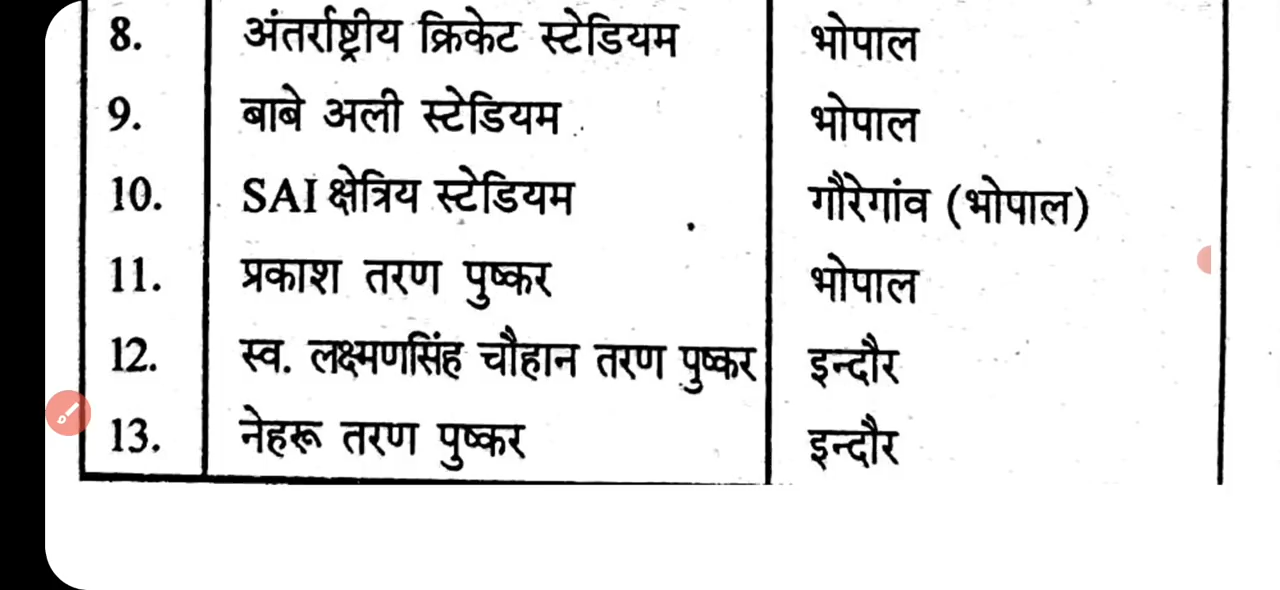 8. अंतर्राष्ट्रीय क्रिकेट स्टेडियम भोपाल
9. बाबे अली स्टेडियम भोपाल
10. SAI क्षेत्रिय स्टेडियम गौरेगांव (भोपाल)
11. प्रकाश तरण पुष्कर भोपाल
12. स्व. लक्ष्मणसिंह चौहान तरण पुष्कर इन्दौर
13. नेहरू तरण पुष्कर इन्दौर